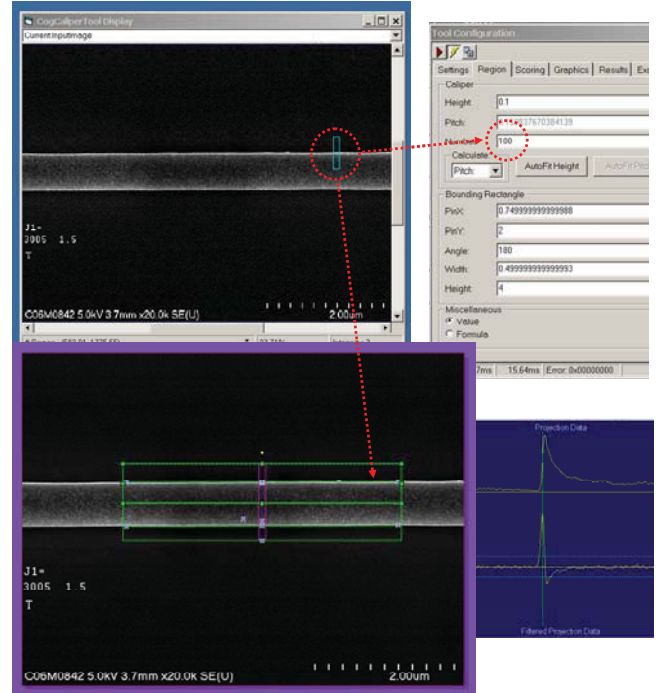 CogCaliperTool Display
Current.InputImage
J1=
3005 1.5
T
C06M0842 5.0kV 3.7mm x20.0k SE(U)
2.00um
Tool Configuration
Settings Region Scoring Graphics Results
Caliper
Height: 0.1
Pitch:
100
Calculate:
Pitch:
AutoFit Height
AutoFit Pitch
Bounding Rectangle
PinX: 0.749999999999988
PinY: 2
Angle: 180
Width: 0.499999999999993
Height: 4
Miscellaneous
Value
Formula
7ms 15.64ms Error: 0x00000000
J1=
3005 1.5
T
C06M0842 5.0kV 3.7mm x20.0k SE(U)
2.00um
Projection Data
Filtered Projection Data